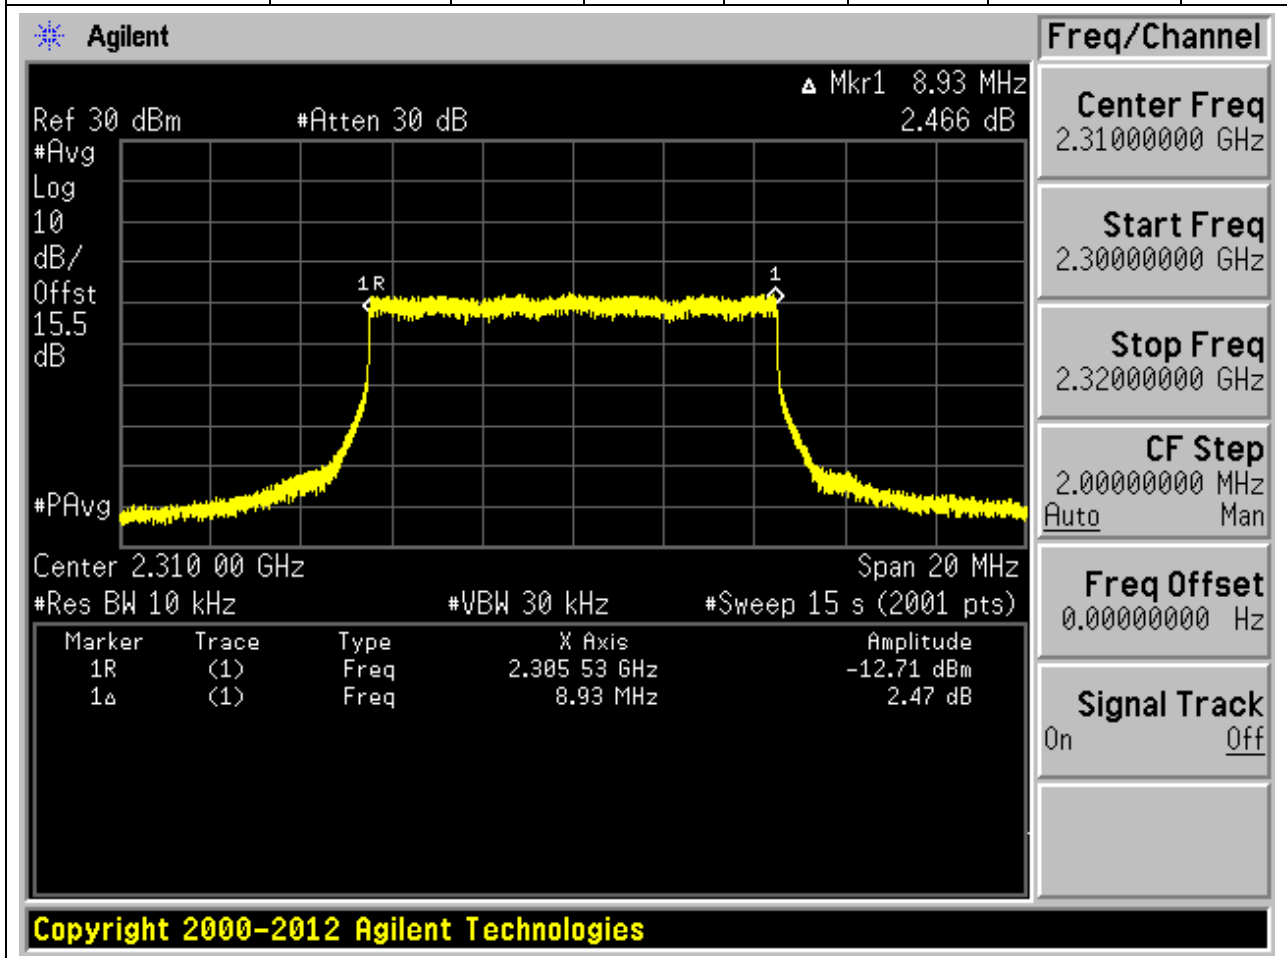 Agilent
Freq/Channel
Δ Mkr1 8.93 MHz
Ref 30 dBm #Atten 30 dB 2.466 dB
#Avg
Log
10
dB/
Offst
15.5
dB
1R
1
#PAvg
Center 2.310 00 GHz Span 20 MHz
#Res BW 10 kHz #VBW 30 kHz #Sweep 15 s (2001 pts)
Marker Trace Type X Axis Amplitude
1R (1) Freq 2.305 53 GHz -12.71 dBm
1Δ (1) Freq 8.93 MHz 2.47 dB
Center Freq
2.31000000 GHz
Start Freq
2.30000000 GHz
Stop Freq
2.32000000 GHz
CF Step
2.00000000 MHz
Auto Man
Freq Offset
0.00000000 Hz
Signal Track
On Off
Copyright 2000-2012 Agilent Technologies